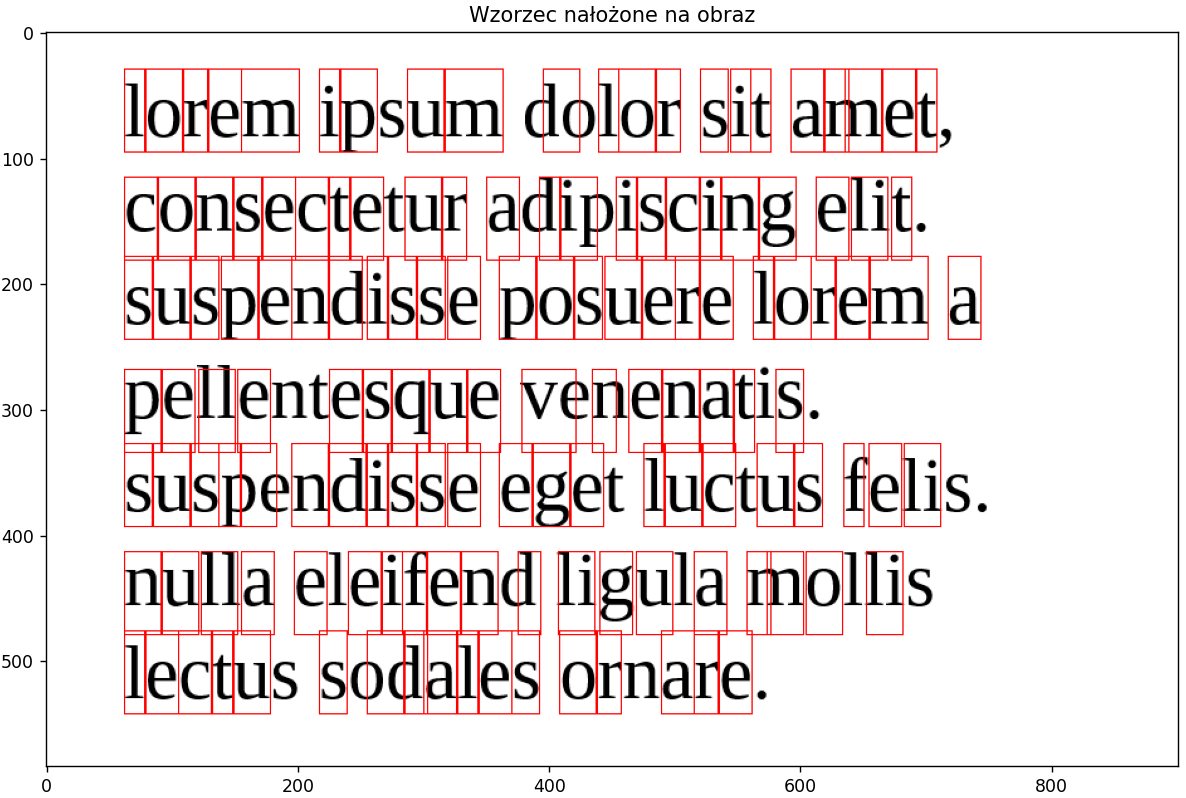 Wzorzec nałożone na obraz
0
lorem ipsum dolor sit amet,
100
consectetur adipiscing elit.
200
suspendisse posuere lorem a
pellentesque venenatis.
300
suspendisse eget luctus felis.
400
nulla eleifend ligula mollis
500
lectus sodales ornare.
0 200 400 600 800